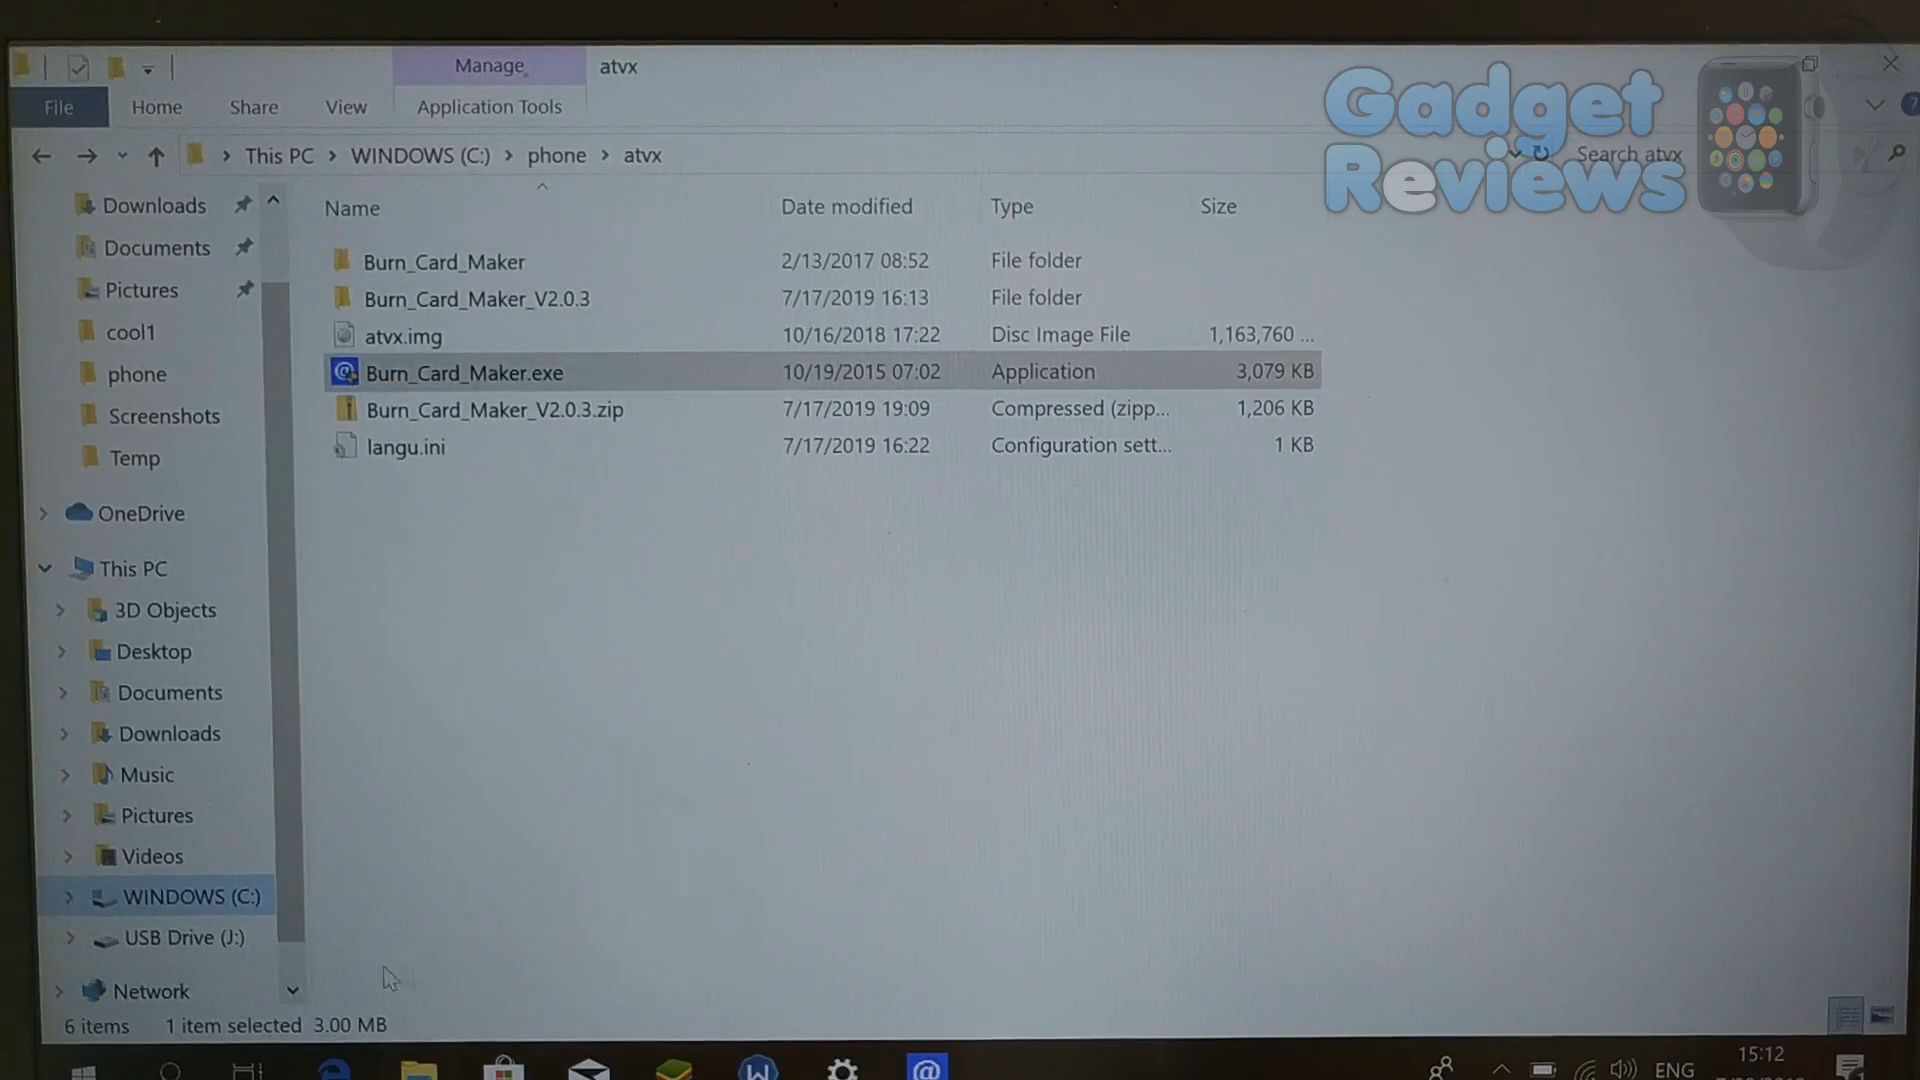 Manage
atvx
File
Home
Share
View
Application Tools
Gadget
Reviews
This PC > WINDOWS (C:) > phone > atvx
Search atvx
Name
Date modified
Type
Size
Downloads
Documents
Pictures
cool1
phone
Screenshots
Temp
OneDrive
This PC
3D Objects
Desktop
Documents
Downloads
Music
Pictures
Videos
WINDOWS (C:)
USB Drive (J:)
Network
Burn_Card_Maker 2/13/2017 08:52 File folder
Burn_Card_Maker_V2.0.3 7/17/2019 16:13 File folder
atvx.img 10/16/2018 17:22 Disc Image File 1,163,760 ...
Burn_Card_Maker.exe 10/19/2015 07:02 Application 3,079 KB
Burn_Card_Maker_V2.0.3.zip 7/17/2019 19:09 Compressed (zipp... 1,206 KB
langu.ini 7/17/2019 16:22 Configuration sett... 1 KB
6 items 1 item selected 3.00 MB
ENG
15:12